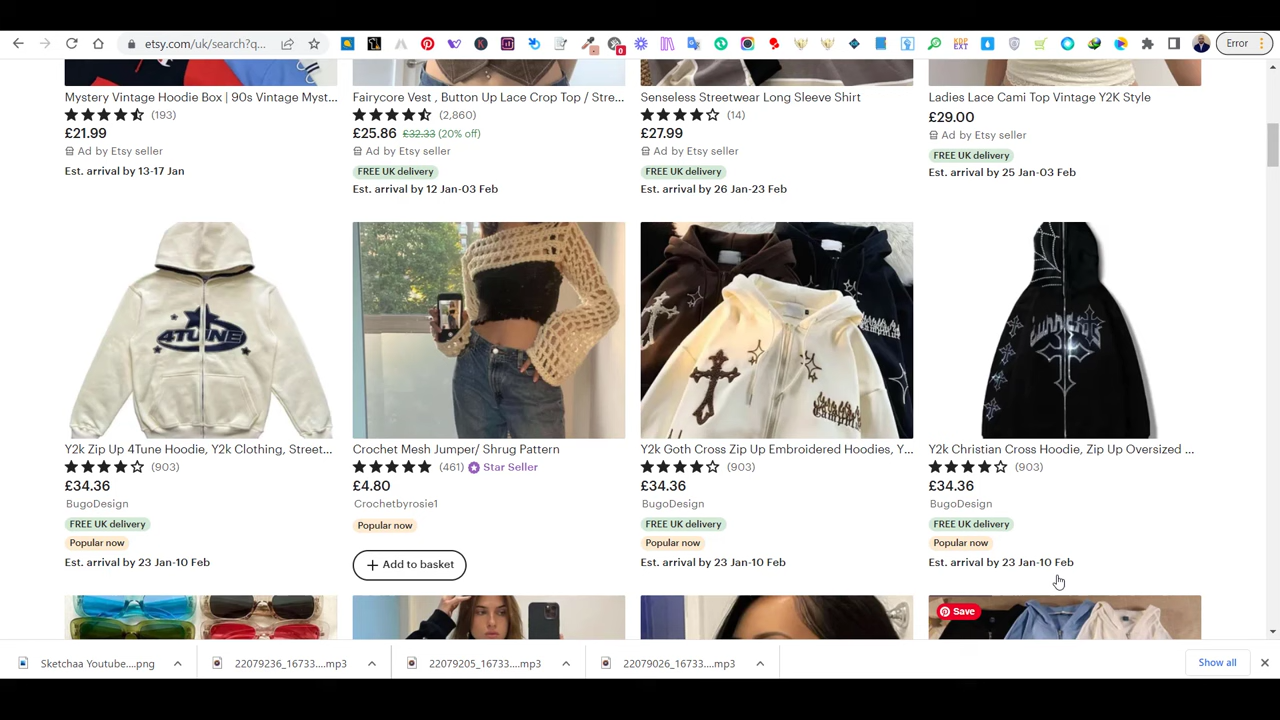 etsy.com/uk/search?q...
Error
Mystery Vintage Hoodie Box | 90s Vintage Myst...
(193)
£21.99
Ad by Etsy seller
Est. arrival by 13-17 Jan
Fairycore Vest , Button Up Lace Crop Top / Stre...
(2,860)
£25.86 £32.33 (20% off)
Ad by Etsy seller
FREE UK delivery
Est. arrival by 12 Jan-03 Feb
Senseless Streetwear Long Sleeve Shirt
(14)
£27.99
Ad by Etsy seller
FREE UK delivery
Est. arrival by 26 Jan-23 Feb
Ladies Lace Cami Top Vintage Y2K Style
£29.00
Ad by Etsy seller
FREE UK delivery
Est. arrival by 25 Jan-03 Feb
4TUNE
Y2k Zip Up 4Tune Hoodie, Y2k Clothing, Street...
(903)
£34.36
BugoDesign
FREE UK delivery
Popular now
Est. arrival by 23 Jan-10 Feb
Crochet Mesh Jumper/ Shrug Pattern
(461) Star Seller
£4.80
Crochetbyrosie1
Popular now
+ Add to basket
Y2k Goth Cross Zip Up Embroidered Hoodies, Y...
(903)
£34.36
BugoDesign
FREE UK delivery
Popular now
Est. arrival by 23 Jan-10 Feb
Y2k Christian Cross Hoodie, Zip Up Oversized ...
(903)
£34.36
BugoDesign
FREE UK delivery
Popular now
Est. arrival by 23 Jan-10 Feb
Save
Sketchaa Youtube....png
22079236_16733....mp3
22079205_16733....mp3
22079026_16733....mp3
Show all